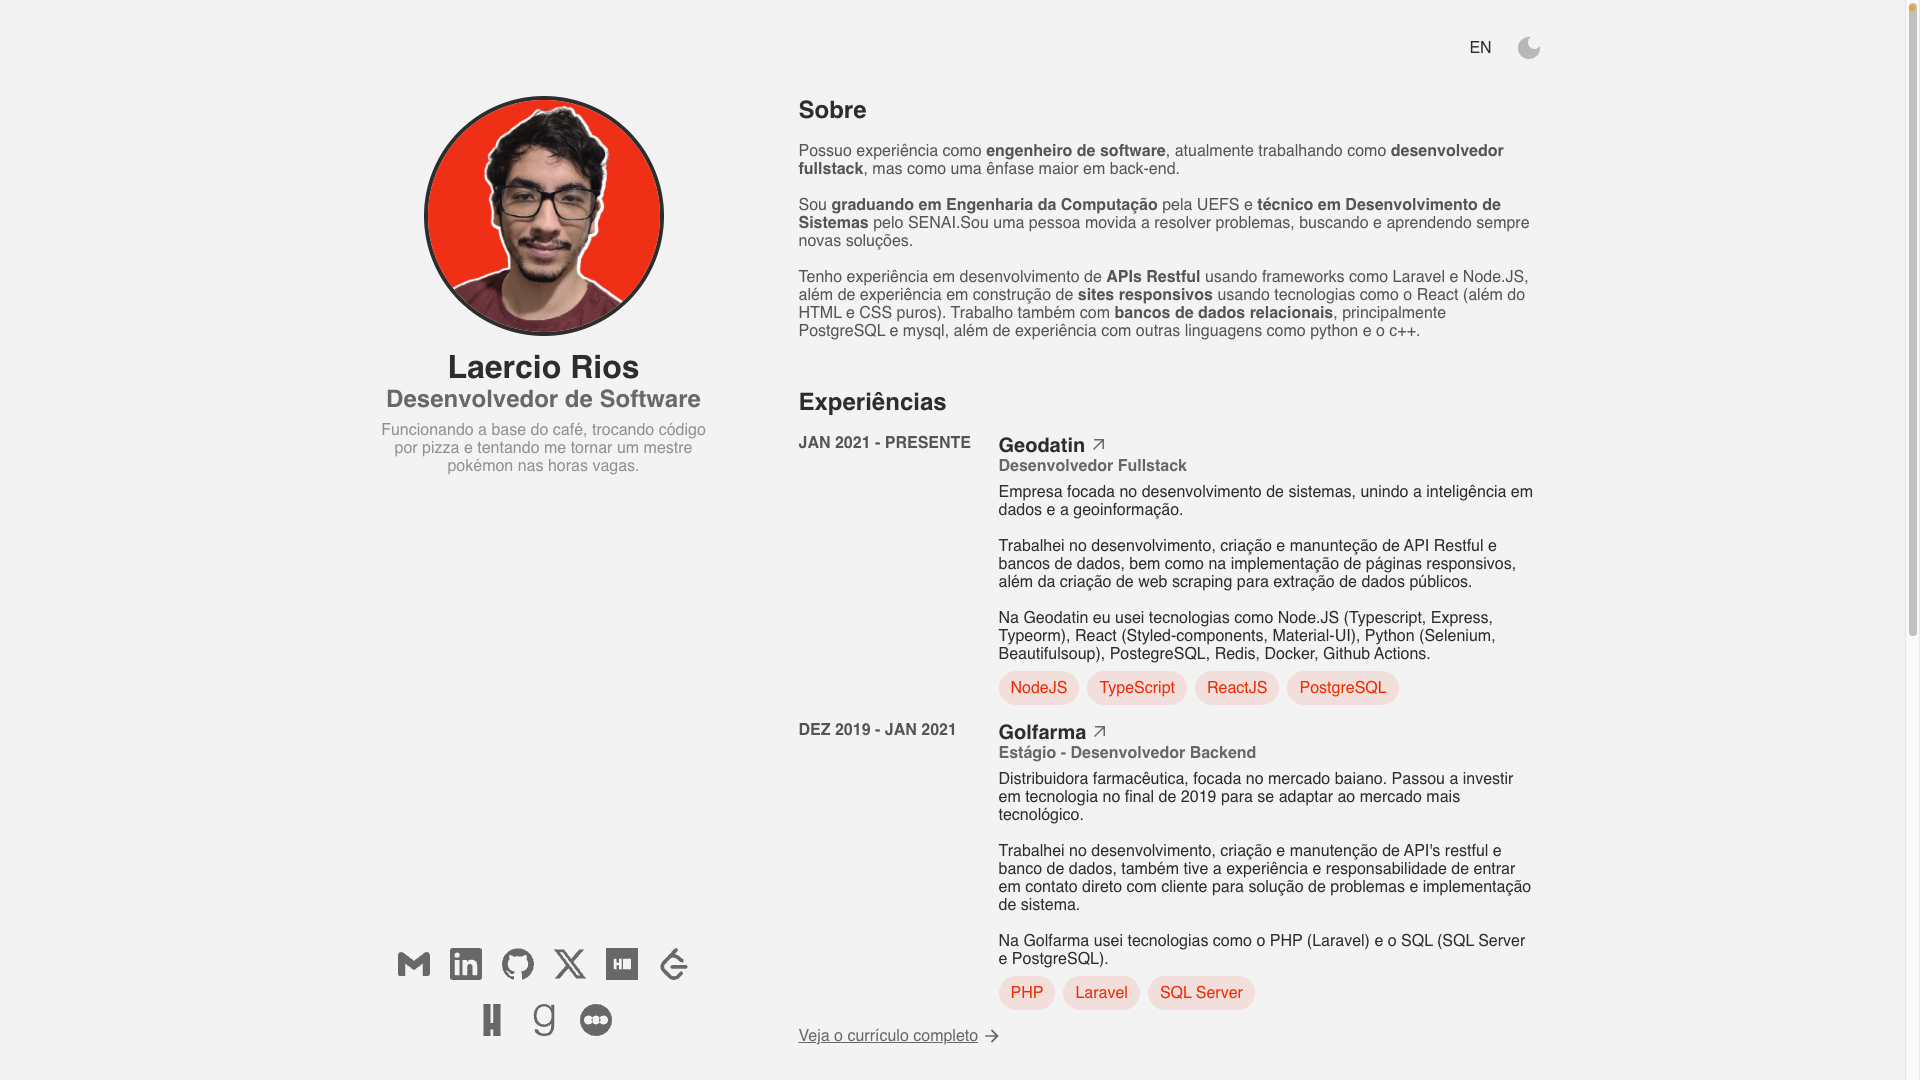 EN
Laercio Rios
Desenvolvedor de Software
Funcionando a base do café, trocando código
por pizza e tentando me tornar um mestre
pokémon nas horas vagas.
Sobre
Possuo experiência como engenheiro de software, atualmente trabalhando como desenvolvedor
fullstack, mas como uma ênfase maior em back-end.
Sou graduando em Engenharia da Computação pela UEFS e técnico em Desenvolvimento de
Sistemas pelo SENAI.Sou uma pessoa movida a resolver problemas, buscando e aprendendo sempre
novas soluções.
Tenho experiência em desenvolvimento de APIs Restful usando frameworks como Laravel e Node.JS,
além de experiência em construção de sites responsivos usando tecnologias como o React (além do
HTML e CSS puros). Trabalho também com bancos de dados relacionais, principalmente
PostgreSQL e mysql, além de experiência com outras linguagens como python e o c++.
Experiências
JAN 2021 - PRESENTE
Geodatin
Desenvolvedor Fullstack
Empresa focada no desenvolvimento de sistemas, unindo a inteligência em
dados e a geoinformação.
Trabalhei no desenvolvimento, criação e manunteção de API Restful e
bancos de dados, bem como na implementação de páginas responsivos,
além da criação de web scraping para extração de dados públicos.
Na Geodatin eu usei tecnologias como Node.JS (Typescript, Express,
Typeorm), React (Styled-components, Material-UI), Python (Selenium,
Beautifulsoup), PostegreSQL, Redis, Docker, Github Actions.
NodeJS TypeScript ReactJS PostgreSQL
DEZ 2019 - JAN 2021
Golfarma
Estágio - Desenvolvedor Backend
Distribuidora farmacêutica, focada no mercado baiano. Passou a investir
em tecnologia no final de 2019 para se adaptar ao mercado mais
tecnológico.
Trabalhei no desenvolvimento, criação e manutenção de API's restful e
banco de dados, também tive a experiência e responsabilidade de entrar
em contato direto com cliente para solução de problemas e implementação
de sistema.
Na Golfarma usei tecnologias como o PHP (Laravel) e o SQL (SQL Server
e PostgreSQL).
PHP Laravel SQL Server
Veja o currículo completo